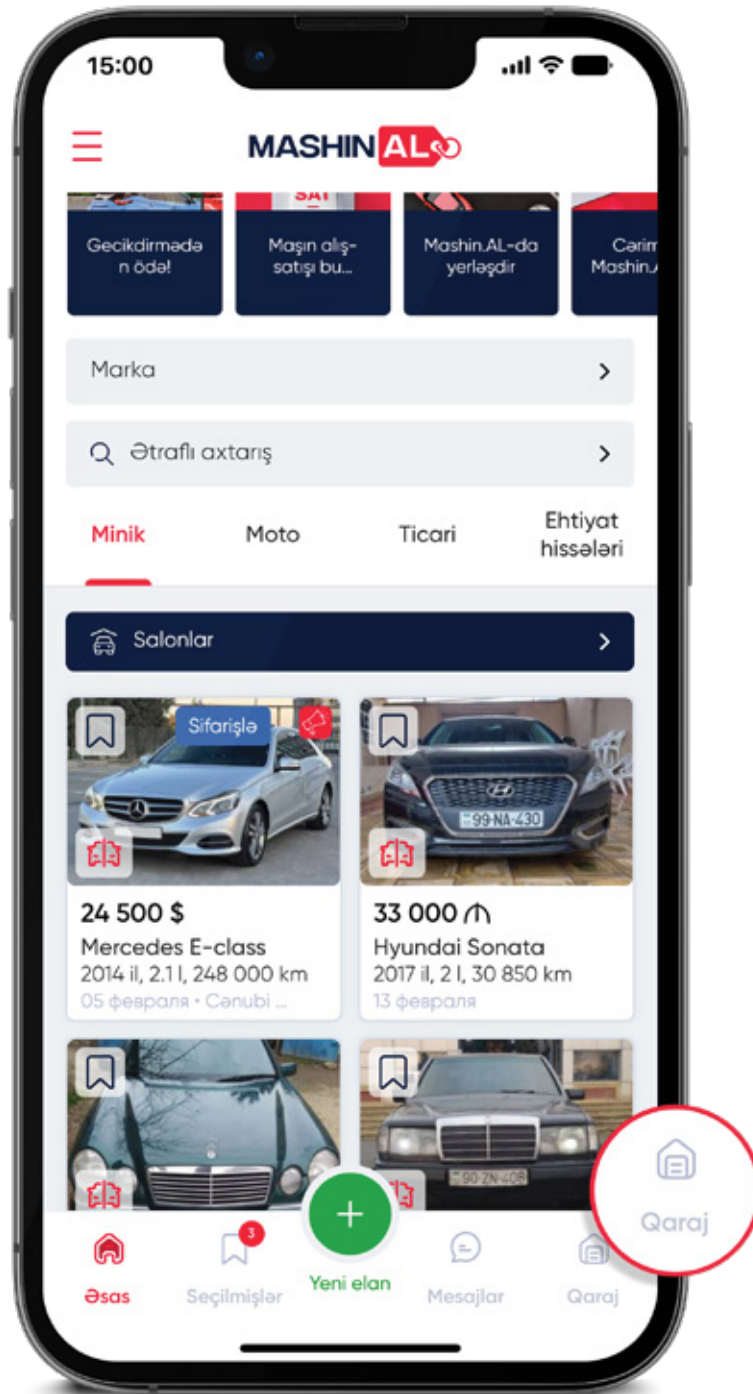 15:00
MASHIN AL
SAT
Gecikdirmədə
n ödə!
Maşın alış-
satışı bu...
Mashin.AL-da
yerləşdir
Cərim
Mashin.A
Marka
Ətraflı axtarış
Minik
Moto
Ticari
Ehtiyat
hissələri
Salonlar
Sifarişlə
99-NA-430
24 500 $
Mercedes E-class
2014 il, 2.1 l, 248 000 km
05 февраля • Cənubi ...
33 000 ₼
Hyundai Sonata
2017 il, 2 l, 30 850 km
13 февраля
90-ZN-408
3
Əsas
Seçilmişlər
Yeni elan
Mesajlar
Qaraj
Qaraj